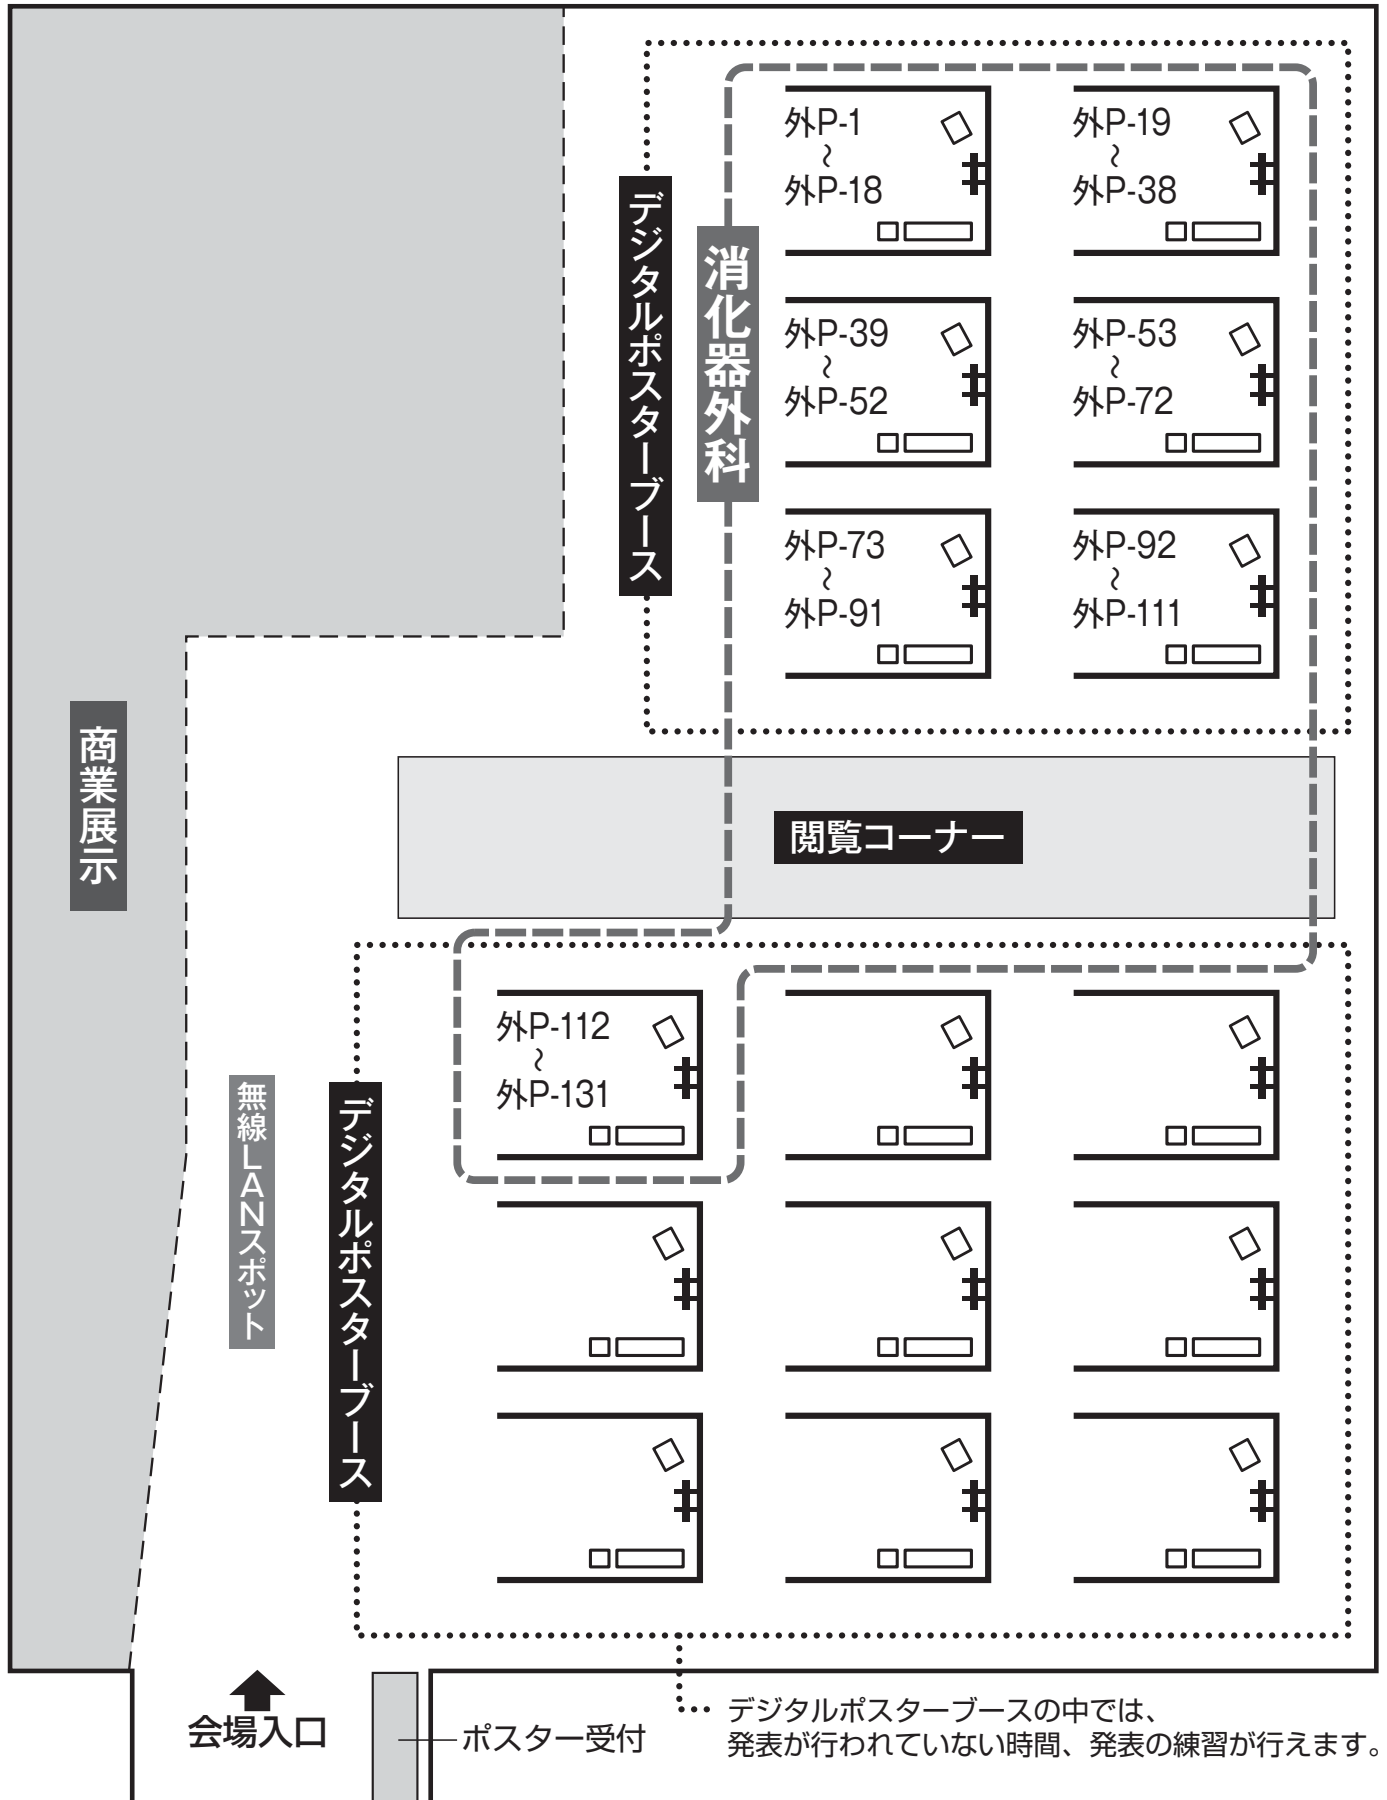 デジタルポスターブース
消化器外科
外P-1
〜
外P-18
外P-19
〜
外P-38
外P-39
〜
外P-52
外P-53
〜
外P-72
外P-73
〜
外P-91
外P-92
〜
外P-111
商業展示
閲覧コーナー
無線LANスポット
デジタルポスターブース
外P-112
〜
外P-131
会場入口
ポスター受付
デジタルポスターブースの中では、
発表が行われていない時間、発表の練習が行えます。